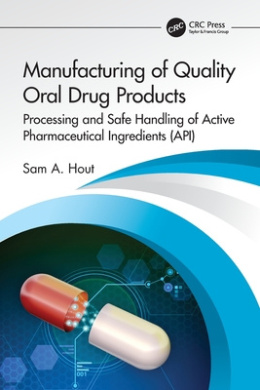 CRC
CRC Press
Taylor & Francis Group
Manufacturing of Quality
Oral Drug Products
Processing and Safe Handling of Active
Pharmaceutical Ingredients (API)
Sam A. Hout